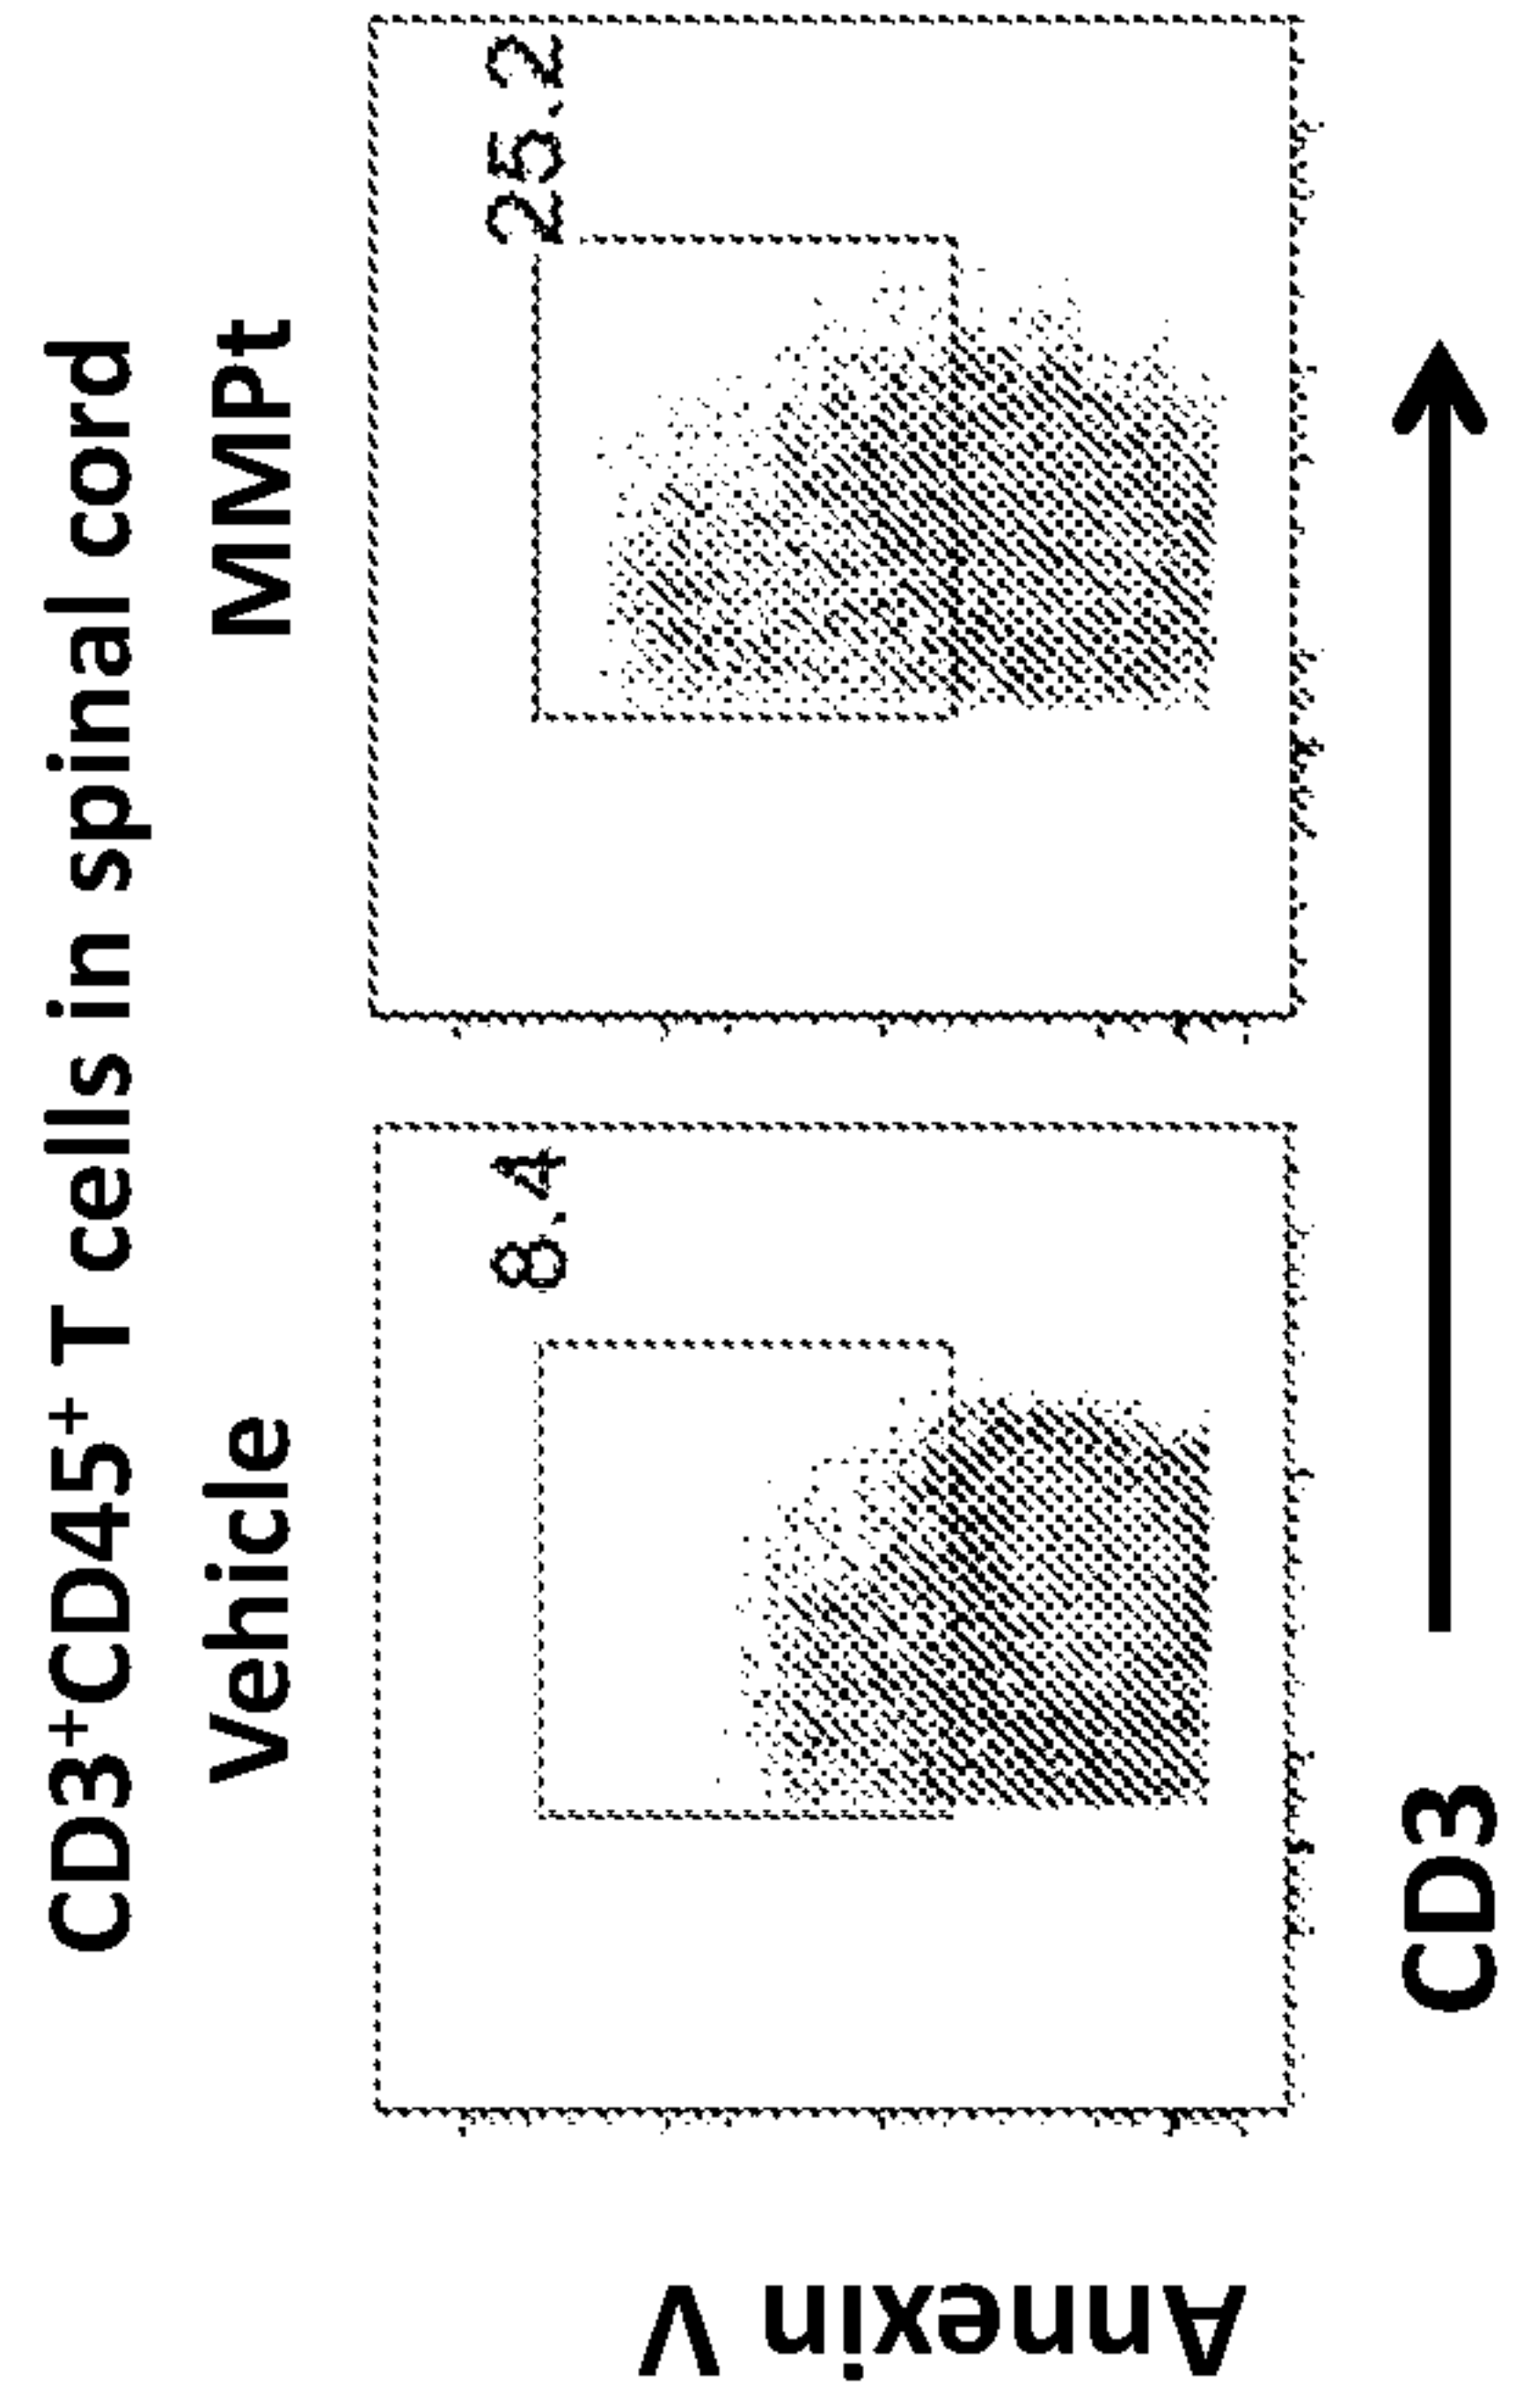 CD3⁺CD45⁺ T cells in spinal cord
Vehicle
MMPt
8.4
25.2
Annexin V
CD3